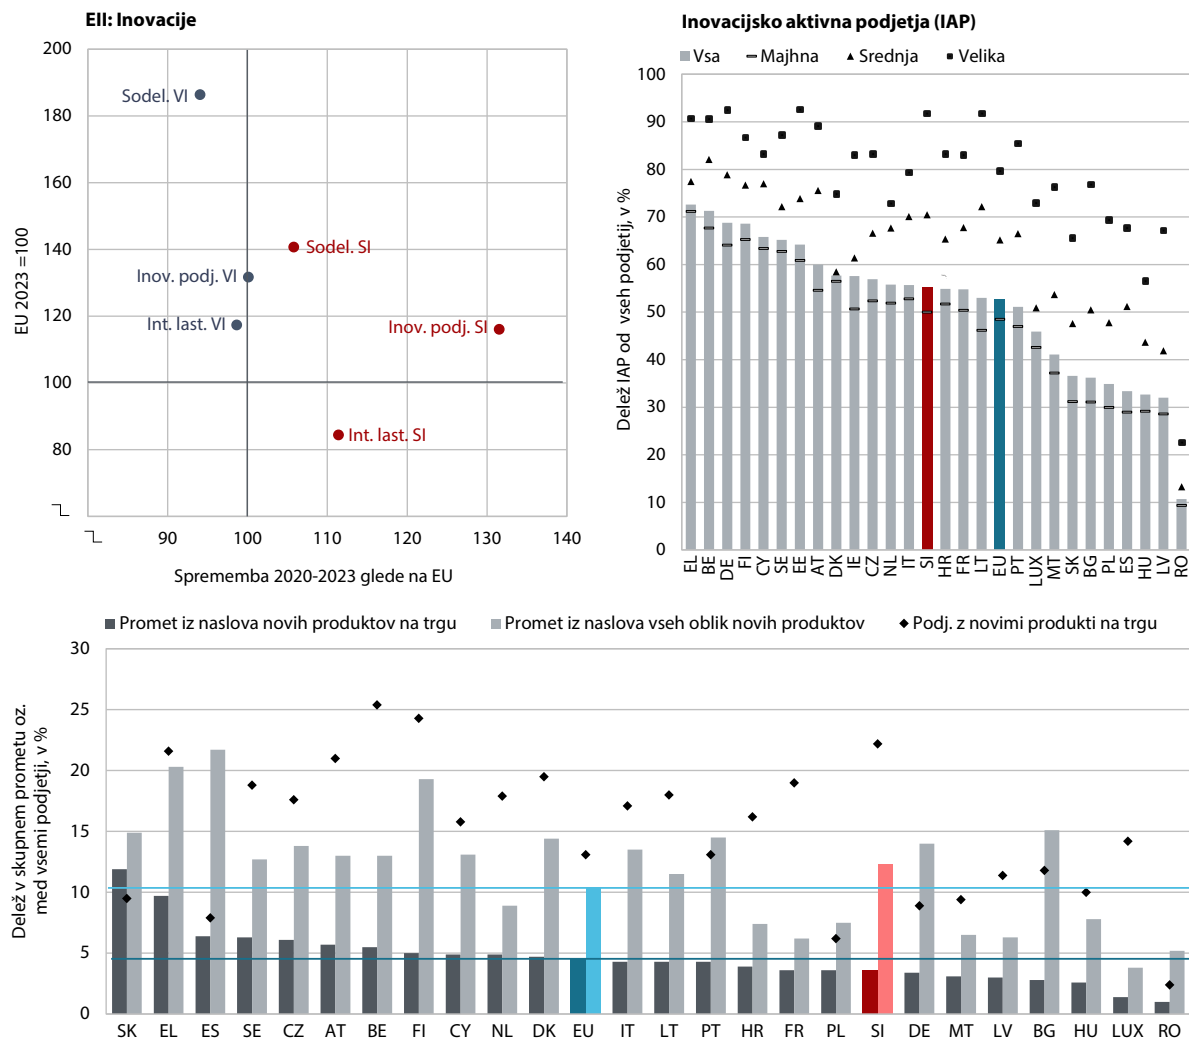 EII: Inovacije
EU 2023 =100
200
180
160
140
120
100
80
Sodel. VI
Sodel. SI
Inov. podj. VI
Int. last. VI
Inov. podj. SI
Int. last. SI
90 100 110 120 130 140
Sprememba 2020-2023 glede na EU
Inovacijsko aktivna podjetja (IAP)
Vsa Majhna Srednja Velika
Delež IAP od vseh podjetij, v %
100
90
80
70
60
50
40
30
20
10
0
EL BE DE FI CY SE EE AT DK IE CZ NL IT SI HR FR LT EU PT LUX MT SK BG PL ES HU LV RO
Promet iz naslova novih produktov na trgu Promet iz naslova vseh oblik novih produktov Podj. z novimi produkti na trgu
Delež v skupnem prometu oz.
med vsemi podjetji, v %
30
25
20
15
10
5
0
SK EL ES SE CZ AT BE FI CY NL DK EU IT LT PT HR FR PL SI DE MT LV BG HU LUX RO